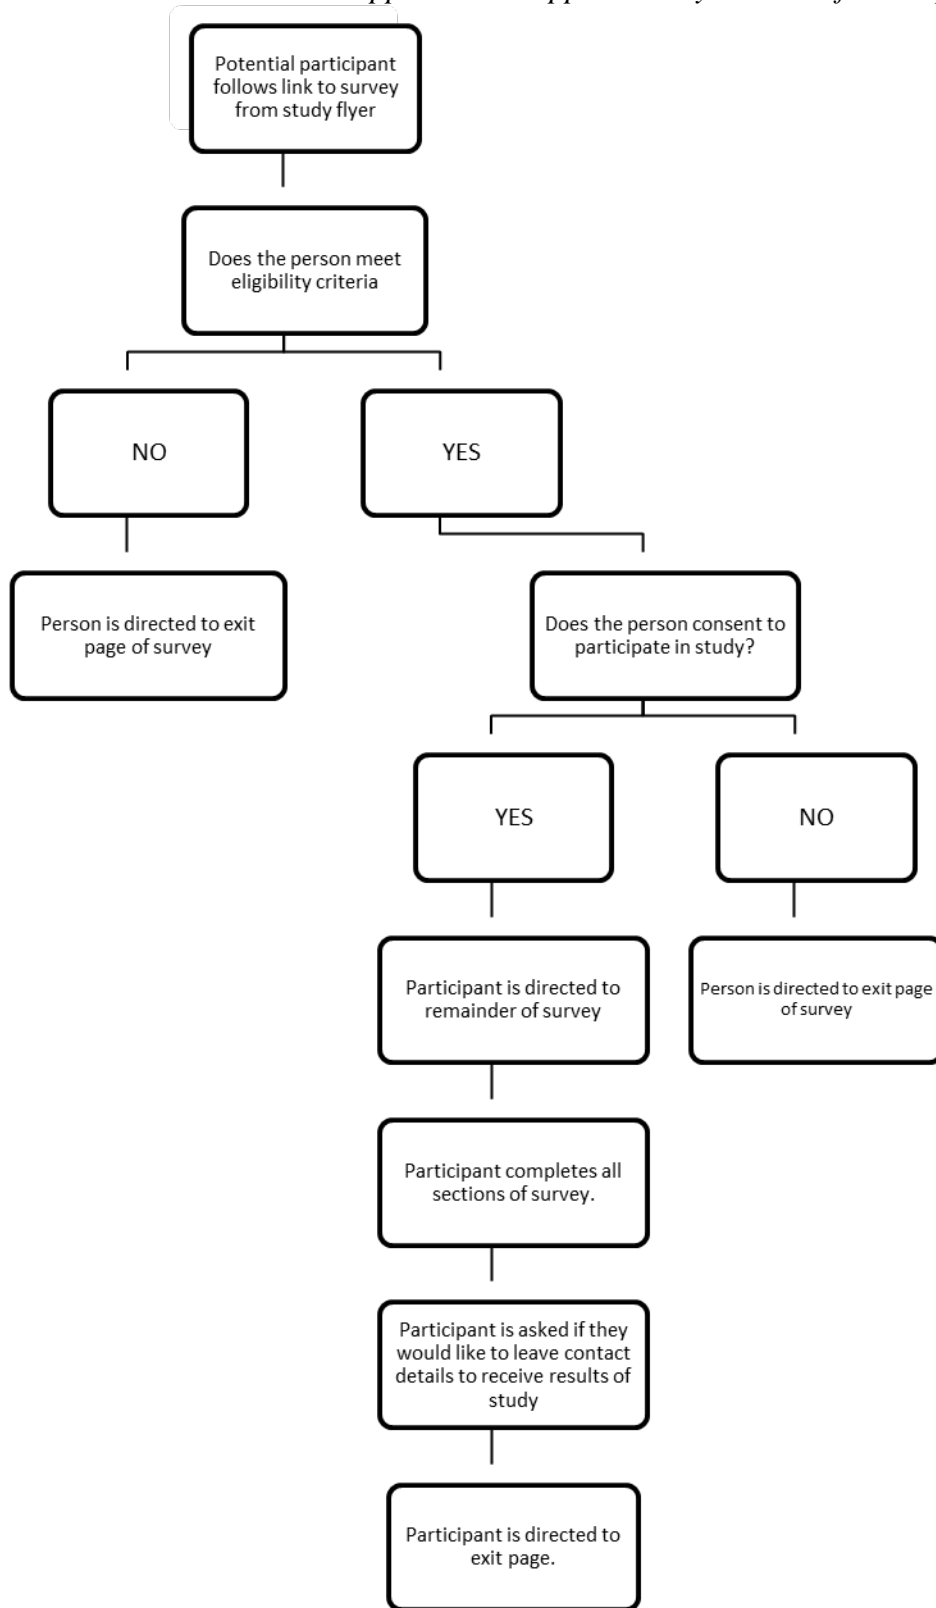 Potential participant
follows link to survey
from study flyer
Does the person meet
eligibility criteria
NO
YES
Person is directed to exit
page of survey
Does the person consent to
participate in study?
YES
NO
Participant is directed to
remainder of survey
Person is directed to exit page
of survey
Participant completes all
sections of survey.
Participant is asked if they
would like to leave contact
details to receive results of
study
Participant is directed to
exit page.